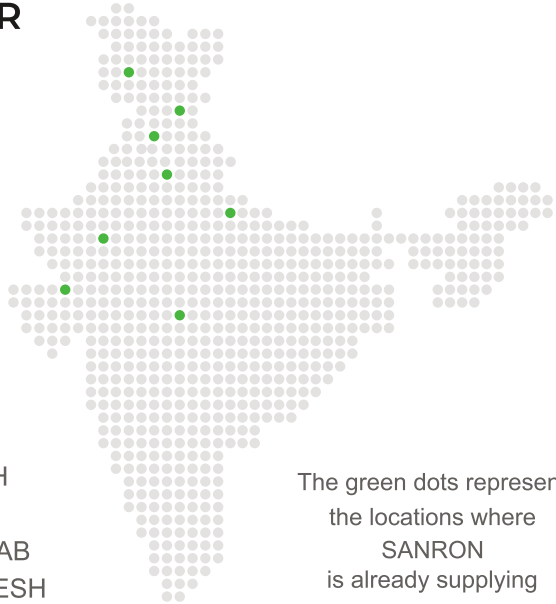 R
H
AB
ESH
The green dots represen
the locations where
SANRON
is already supplying